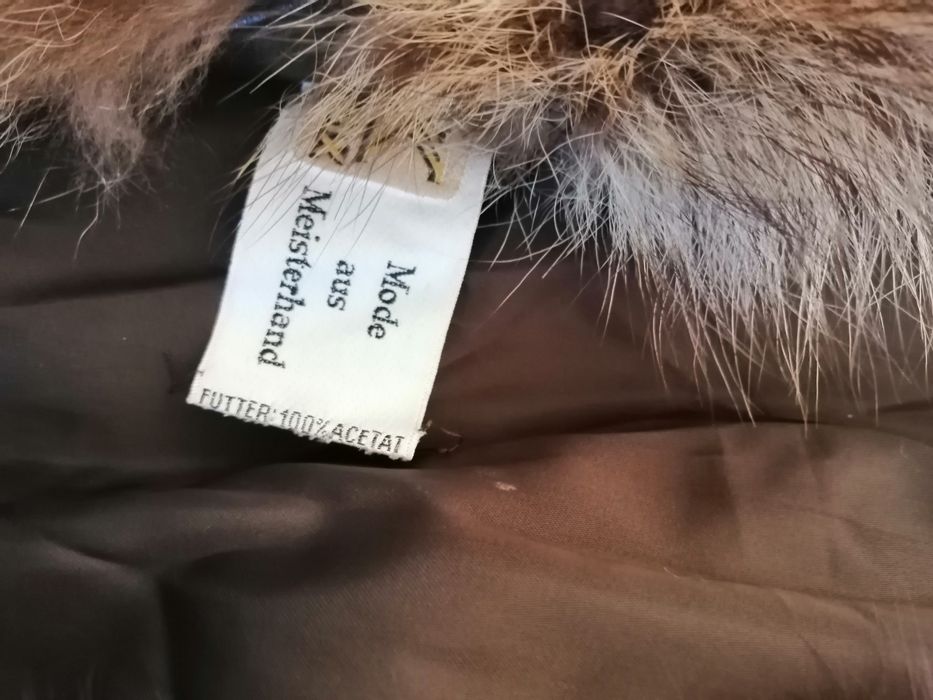 Mode
aus
Meisterhand
FUTTER:100%ACETAT